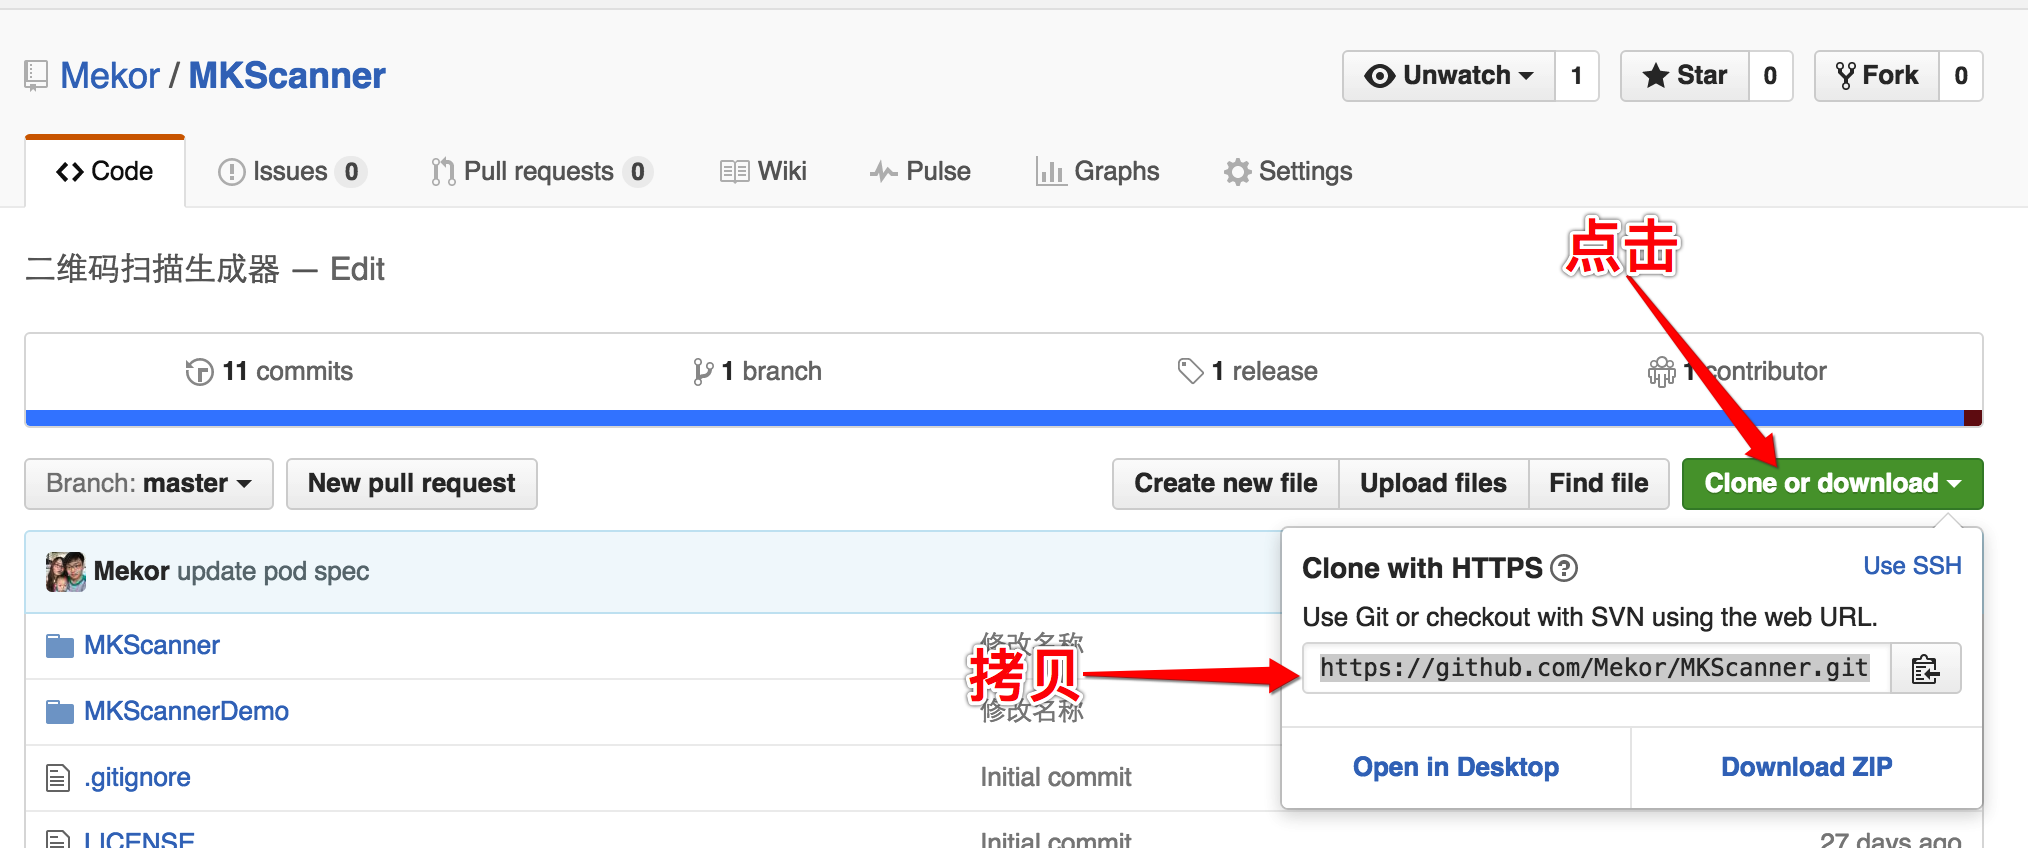 Mekor / MKScanner
Unwatch 1
Star 0
Fork 0
Code
Issues 0
Pull requests 0
Wiki
Pulse
Graphs
Settings
点击
二维码扫描生成器 — Edit
11 commits
1 branch
1 release
1 contributor
Branch: master
New pull request
Create new file
Upload files
Find file
Clone or download
Mekor update pod spec
Clone with HTTPS ?
Use SSH
Use Git or checkout with SVN using the web URL.
https://github.com/Mekor/MKScanner.git
Open in Desktop
Download ZIP
MKScanner
修改名称
拷贝
MKScannerDemo
修改名称
.gitignore
Initial commit
LICENSE
Initial commit
27 days ago